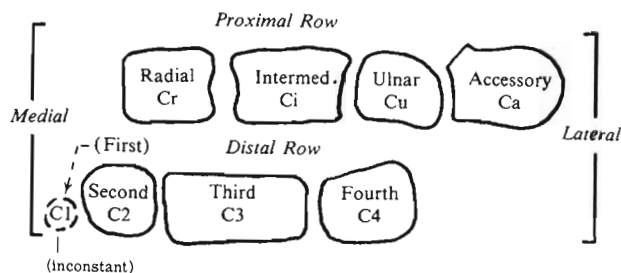 Proximal Row
Radial Intermed. Ulnar Accessory
Cr Ci Cu Ca
Medial
Lateral
(First) Distal Row
Second Third Fourth
C1 C2 C3 C4
(inconstant)